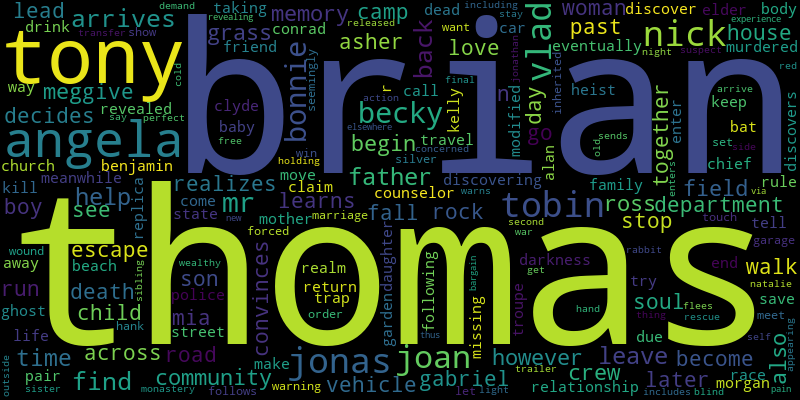 demand
revealing
including
stay
lead
arrives
taking
memory
camp
dead
woman
discover
elder
body
drink
transfer
show
grass
conrad
released
want
car
past
suspect
experience
tony
brian
friend
asher
back
love
vlad
nick
house
way
meggive
cold
bonnie
seemingly
eventually
night
murdered
red
decides
revealed
say
perfect
clyde
call
becky
n
modified
day
heist
inherited
jonathan
together
arrive
keep
angela
baby
free
action
elsewhere
begin
kelly
travel
go
old
sends
enter
set
bat
side
church
benjamin
realizes
win
final
concerned
silver
alan
chief
discovering
kill
meanwhile
holding
move
father
counselor
warns
family
field
enters
via
rule
boy
help
mr
learns
claim
tobin
ross
department
see
replica
come
state
new
mother
marriage
fall
rock
second
war
stop
touch
tell
thomas
wound
escape
forced
convinces
granddaughter
garden
following
realm
return
trap
order
darkness
get
rabbit
end
garage
walk
natalie
away
beach
sibling
wealthy
son
police
missing
bargain
troupe
try
soul
flees
save
run
death
child
mia
street
hand
thing
rescue
meet
ghost
hank
thus
due
self
life
across
road
make
jonas
joan
however
leave
become
also
appearing
outside
time
community
vehicle
gabriel
trailer
crew
later
race
pair
find
sister
monastery
follows
warning
let
light
relationship
includes
blind
morgan
pain